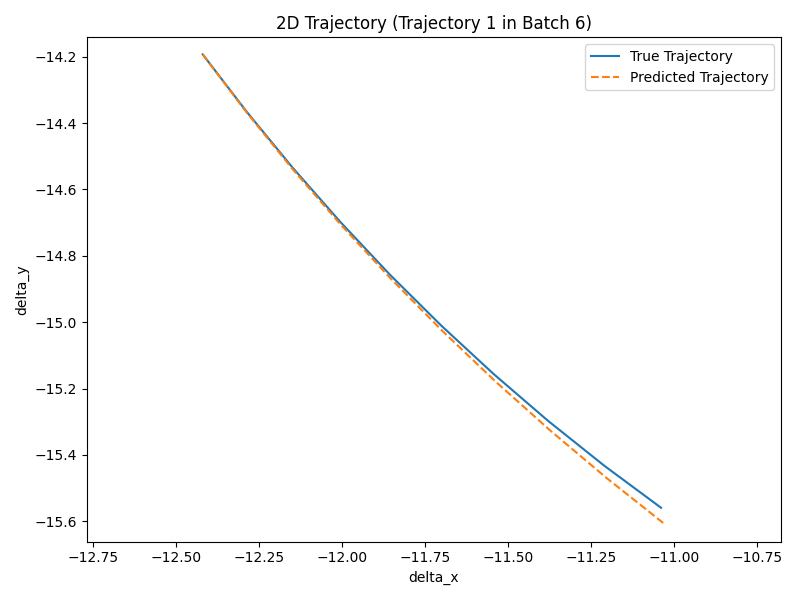 2D Trajectory (Trajectory 1 in Batch 6)
True Trajectory
Predicted Trajectory
delta_y
−14.2
−14.4
−14.6
−14.8
−15.0
−15.2
−15.4
−15.6
−12.75 −12.50 −12.25 −12.00 −11.75 −11.50 −11.25 −11.00 −10.75
delta_x